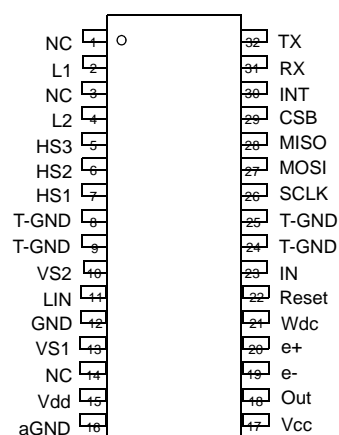 NC 1 32 TX
L1 2 31 RX
NC 3 30 INT
L2 4 29 CSB
HS3 5 28 MISO
HS2 6 27 MOSI
HS1 7 26 SCLK
T-GND 8 25 T-GND
T-GND 9 24 T-GND
VS2 10 23 IN
LIN 11 22 Reset
GND 12 21 Wdc
VS1 13 20 e+
NC 14 19 e-
Vdd 15 18 Out
aGND 16 17 Vcc